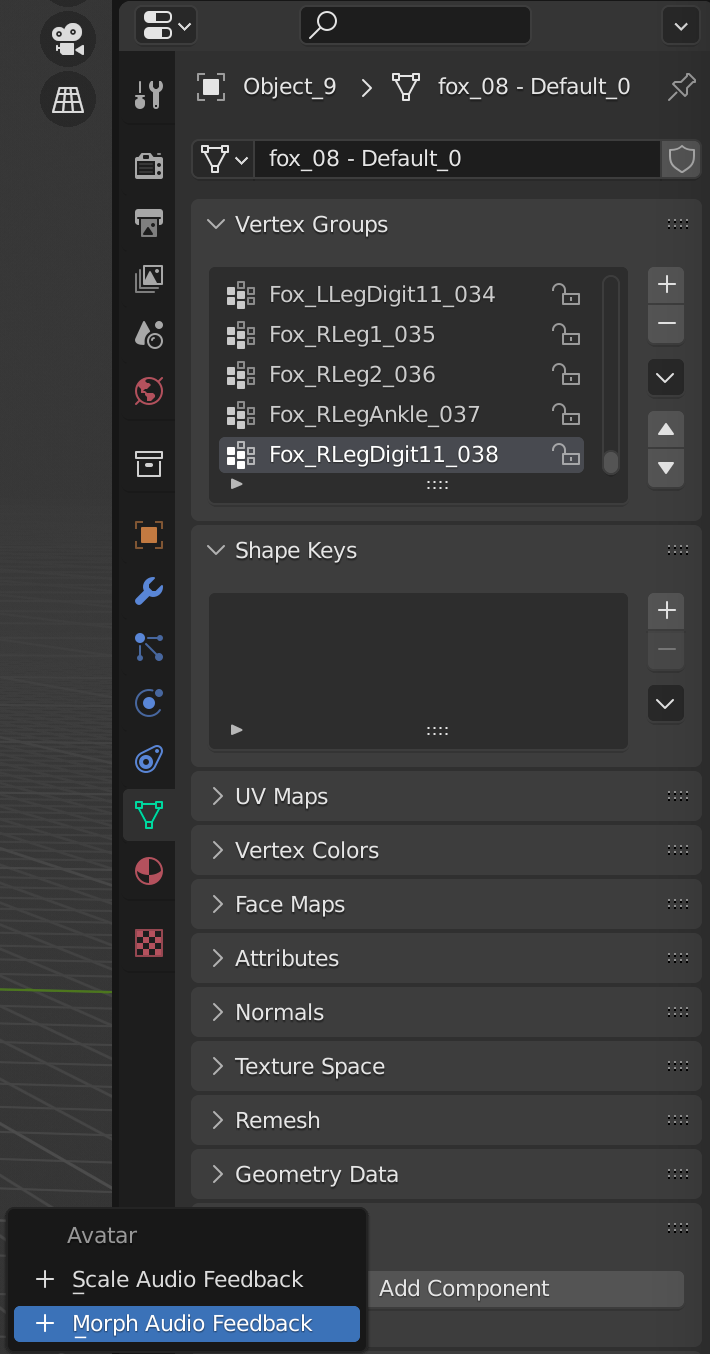 Object_9 fox_08 - Default_0
fox_08 - Default_0
Vertex Groups
Fox_LLegDigit11_034
Fox_RLeg1_035
Fox_RLeg2_036
Fox_RLegAnkle_037
Fox_RLegDigit11_038
Shape Keys
UV Maps
Vertex Colors
Face Maps
Attributes
Normals
Texture Space
Remesh
Geometry Data
Avatar
Scale Audio Feedback
Add Component
Morph Audio Feedback